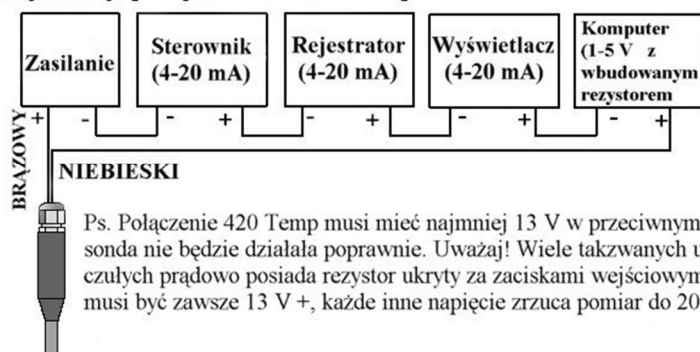 Zasilanie
Sterownik
(4-20 mA)
Rejestrator
(4-20 mA)
Wyświetlacz
(4-20 mA)
Komputer
(1-5 V z
wbudowanym
rezystorem
+ - - + - + - + - +
BRĄZOWY
NIEBIESKI
Ps. Połączenie 420 Temp musi mieć najmniej 13 V w przeciwnym
sonda nie będzie działała poprawnie. Uważaj! Wiele takzwanych u
czułych prądowo posiada rezystor ukryty za zaciskami wejściowym
musi być zawsze 13 V +, każde inne napięcie zrzuca pomiar do 20